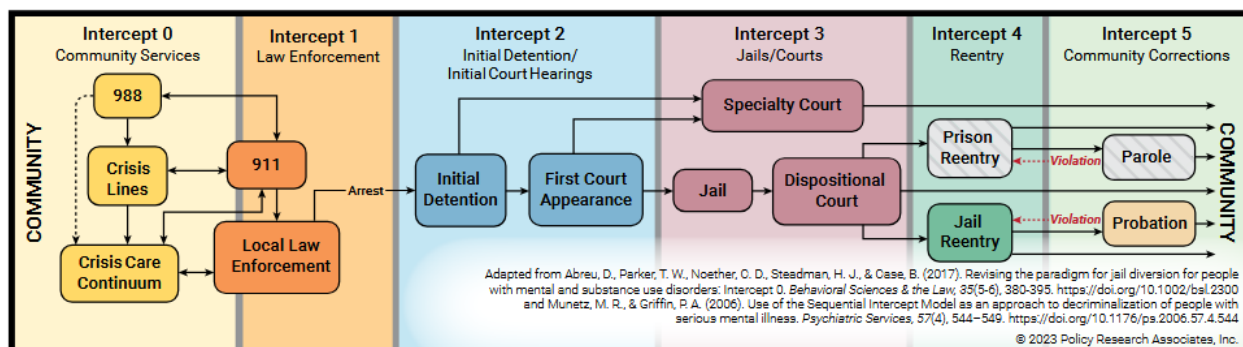 Intercept 0
Community Services
Intercept 1
Law Enforcement
Intercept 2
Initial Detention/
Initial Court Hearings
Intercept 3
Jails/Courts
Intercept 4
Reentry
Intercept 5
Community Corrections
COMMUNITY
988
Crisis
Lines
Crisis Care
Continuum
911
Local Law
Enforcement
Arrest
Initial
Detention
First Court
Appearance
Specialty Court
Jail
Dispositional
Court
Prison
Reentry
Violation
Parole
Jail
Reentry
Violation
Probation
COMMUNITY
Adapted from Abreu, D., Parker, T. W., Noether, C. D., Steadman, H. J., & Case, B. (2017). Revising the paradigm for jail diversion for people
with mental and substance use disorders: Intercept 0. Behavioral Sciences & the Law, 35(5-6), 380-395. https://doi.org/10.1002/bsl.2300
and Munetz, M. R., & Griffin, P. A. (2006). Use of the Sequential Intercept Model as an approach to decriminalization of people with
serious mental illness. Psychiatric Services, 57(4), 544–549. https://doi.org/10.1176/ps.2006.57.4.544
© 2023 Policy Research Associates, Inc.